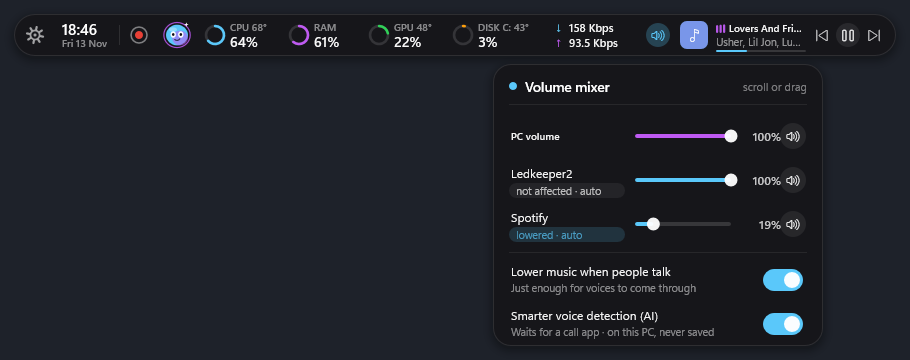 18:46
Fri 13 Nov
CPU 68°
64%
RAM
61%
GPU 48°
22%
DISK C: 43°
3%
↓ 158 Kbps
↑ 93.5 Kbps
Lovers And Fri...
Usher, Lil Jon, Lu...
Volume mixer
scroll or drag
PC volume
100%
Ledkeeper2
100%
not affected · auto
Spotify
19%
lowered · auto
Lower music when people talk
Just enough for voices to come through
Smarter voice detection (AI)
Waits for a call app · on this PC, never saved